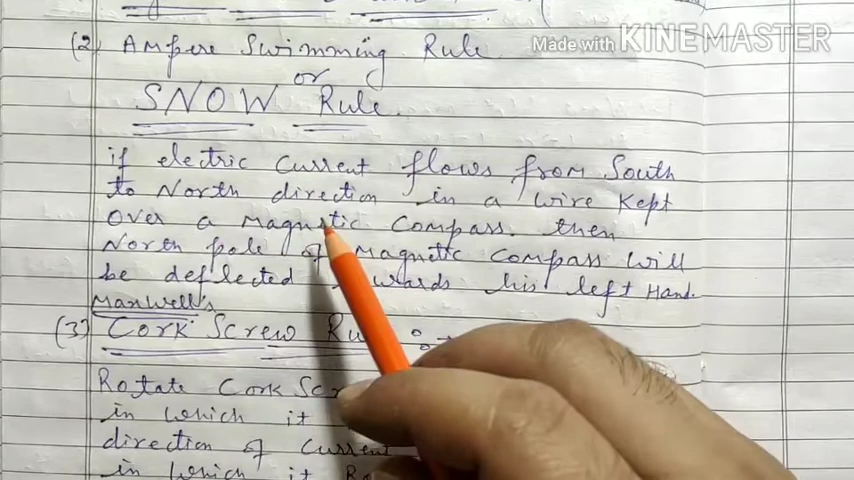 Made with KINEMASTER
(2) Ampere Swimming Rule
or
SNOW Rule.
if electric current flows from South
to North direction in a wire kept
over a magnetic compass. then
North pole of magnetic compass will
be deflected his left Hand.
Maxwell's
(3) Cork Screw
Rotate Cork
in which it
direction of Current
in which it